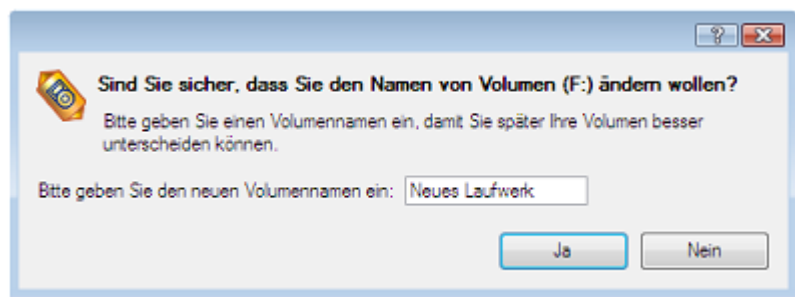 Sind Sie sicher, dass Sie den Namen von Volumen (F:) ändern wollen?
Bitte geben Sie einen Volumennamen ein, damit Sie später Ihre Volumen besser
unterscheiden können.
Bitte geben Sie den neuen Volumennamen ein: Neues Laufwerk
Ja Nein